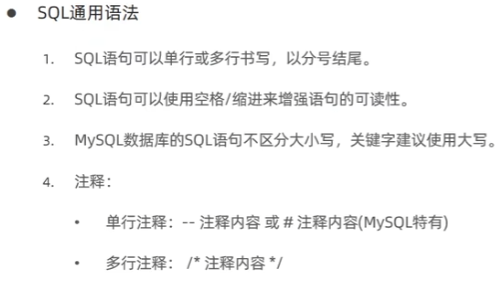 ● SQL通用语法
1. SQL语句可以单行或多行书写，以分号结尾。
2. SQL语句可以使用空格/缩进来增强语句的可读性。
3. MySQL数据库的SQL语句不区分大小写，关键字建议使用大写。
4. 注释：
• 单行注释：-- 注释内容 或 # 注释内容(MySQL特有)
• 多行注释： /* 注释内容 */